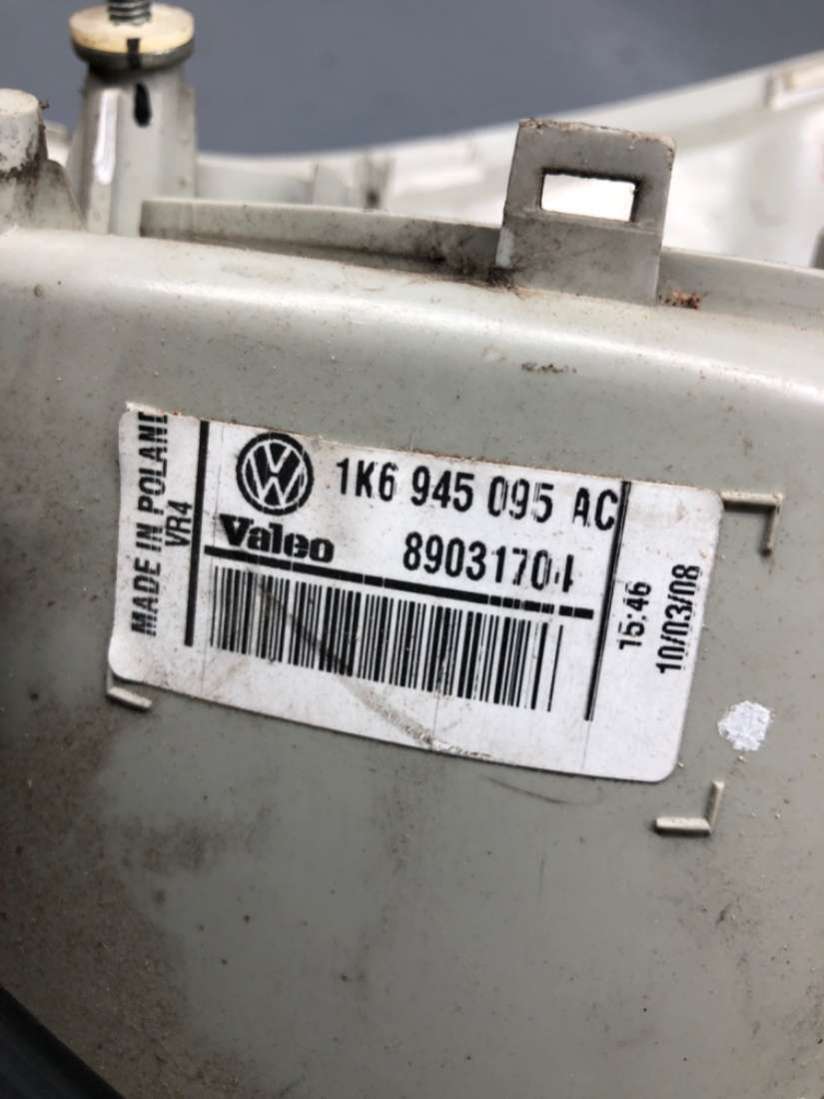 MADE IN POLAND
VR4
1K6 945 095 AC
Valeo
89031704
15:46
10/03/08